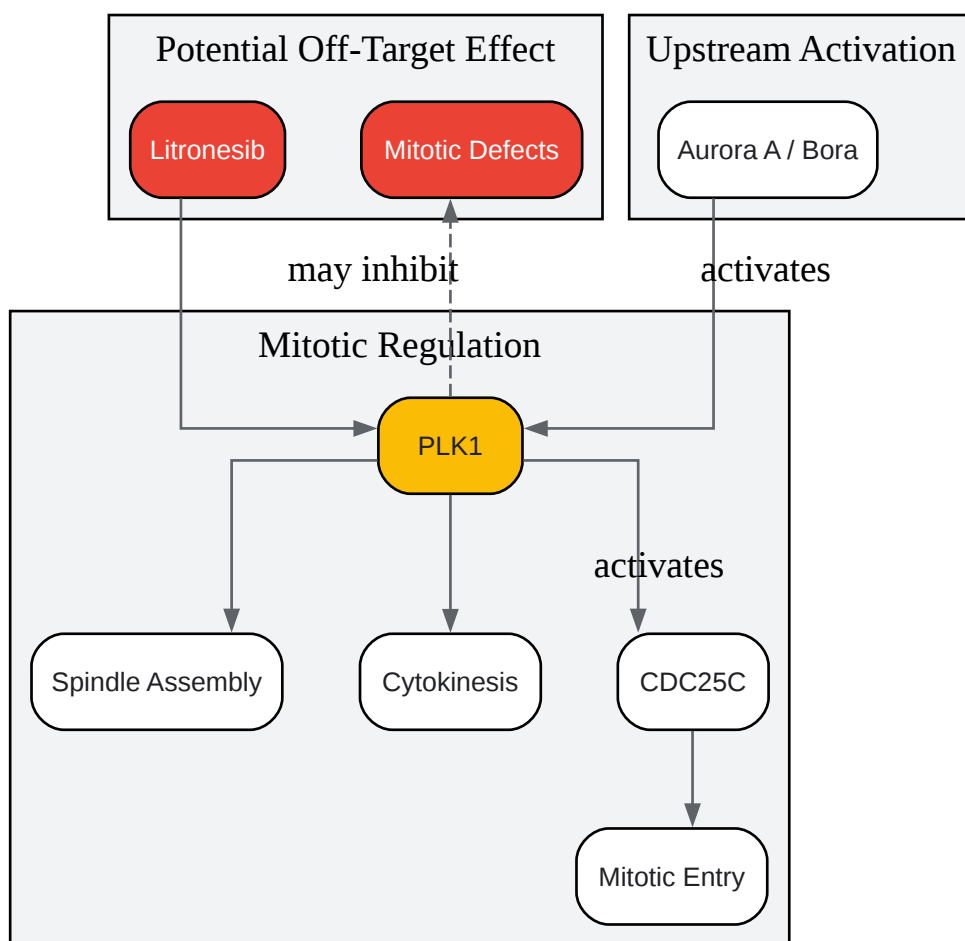 Potential Off-Target Effect
Upstream Activation
Litronesib
Mitotic Defects
Aurora A / Bora
may inhibit
activates
Mitotic Regulation
PLK1
activates
Spindle Assembly
Cytokinesis
CDC25C
Mitotic Entry